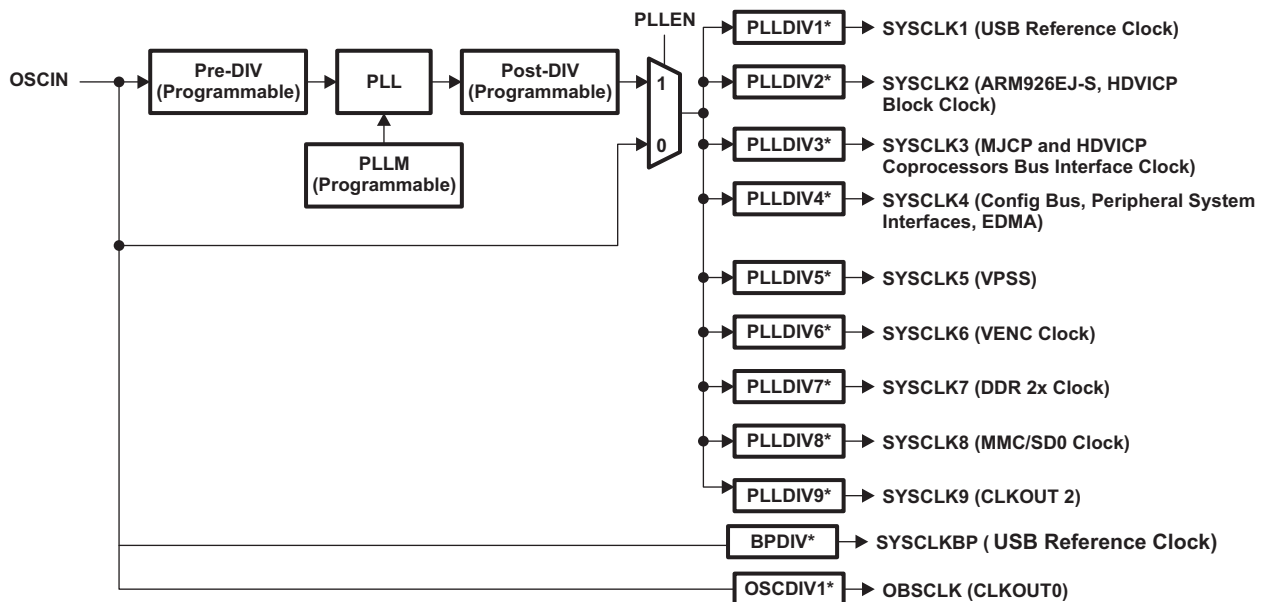 PLLEN
OSCIN
Pre-DIV
(Programmable)
PLL
Post-DIV
(Programmable)
PLLM
(Programmable)
1
0
PLLDIV1*
SYSCLK1 (USB Reference Clock)
PLLDIV2*
SYSCLK2 (ARM926EJ-S, HDVICP
Block Clock)
PLLDIV3*
SYSCLK3 (MJCP and HDVICP
Coprocessors Bus Interface Clock)
PLLDIV4*
SYSCLK4 (Config Bus, Peripheral System
Interfaces, EDMA)
PLLDIV5*
SYSCLK5 (VPSS)
PLLDIV6*
SYSCLK6 (VENC Clock)
PLLDIV7*
SYSCLK7 (DDR 2x Clock)
PLLDIV8*
SYSCLK8 (MMC/SD0 Clock)
PLLDIV9*
SYSCLK9 (CLKOUT 2)
BPDIV*
SYSCLKBP ( USB Reference Clock)
OSCDIV1*
OBSCLK (CLKOUT0)